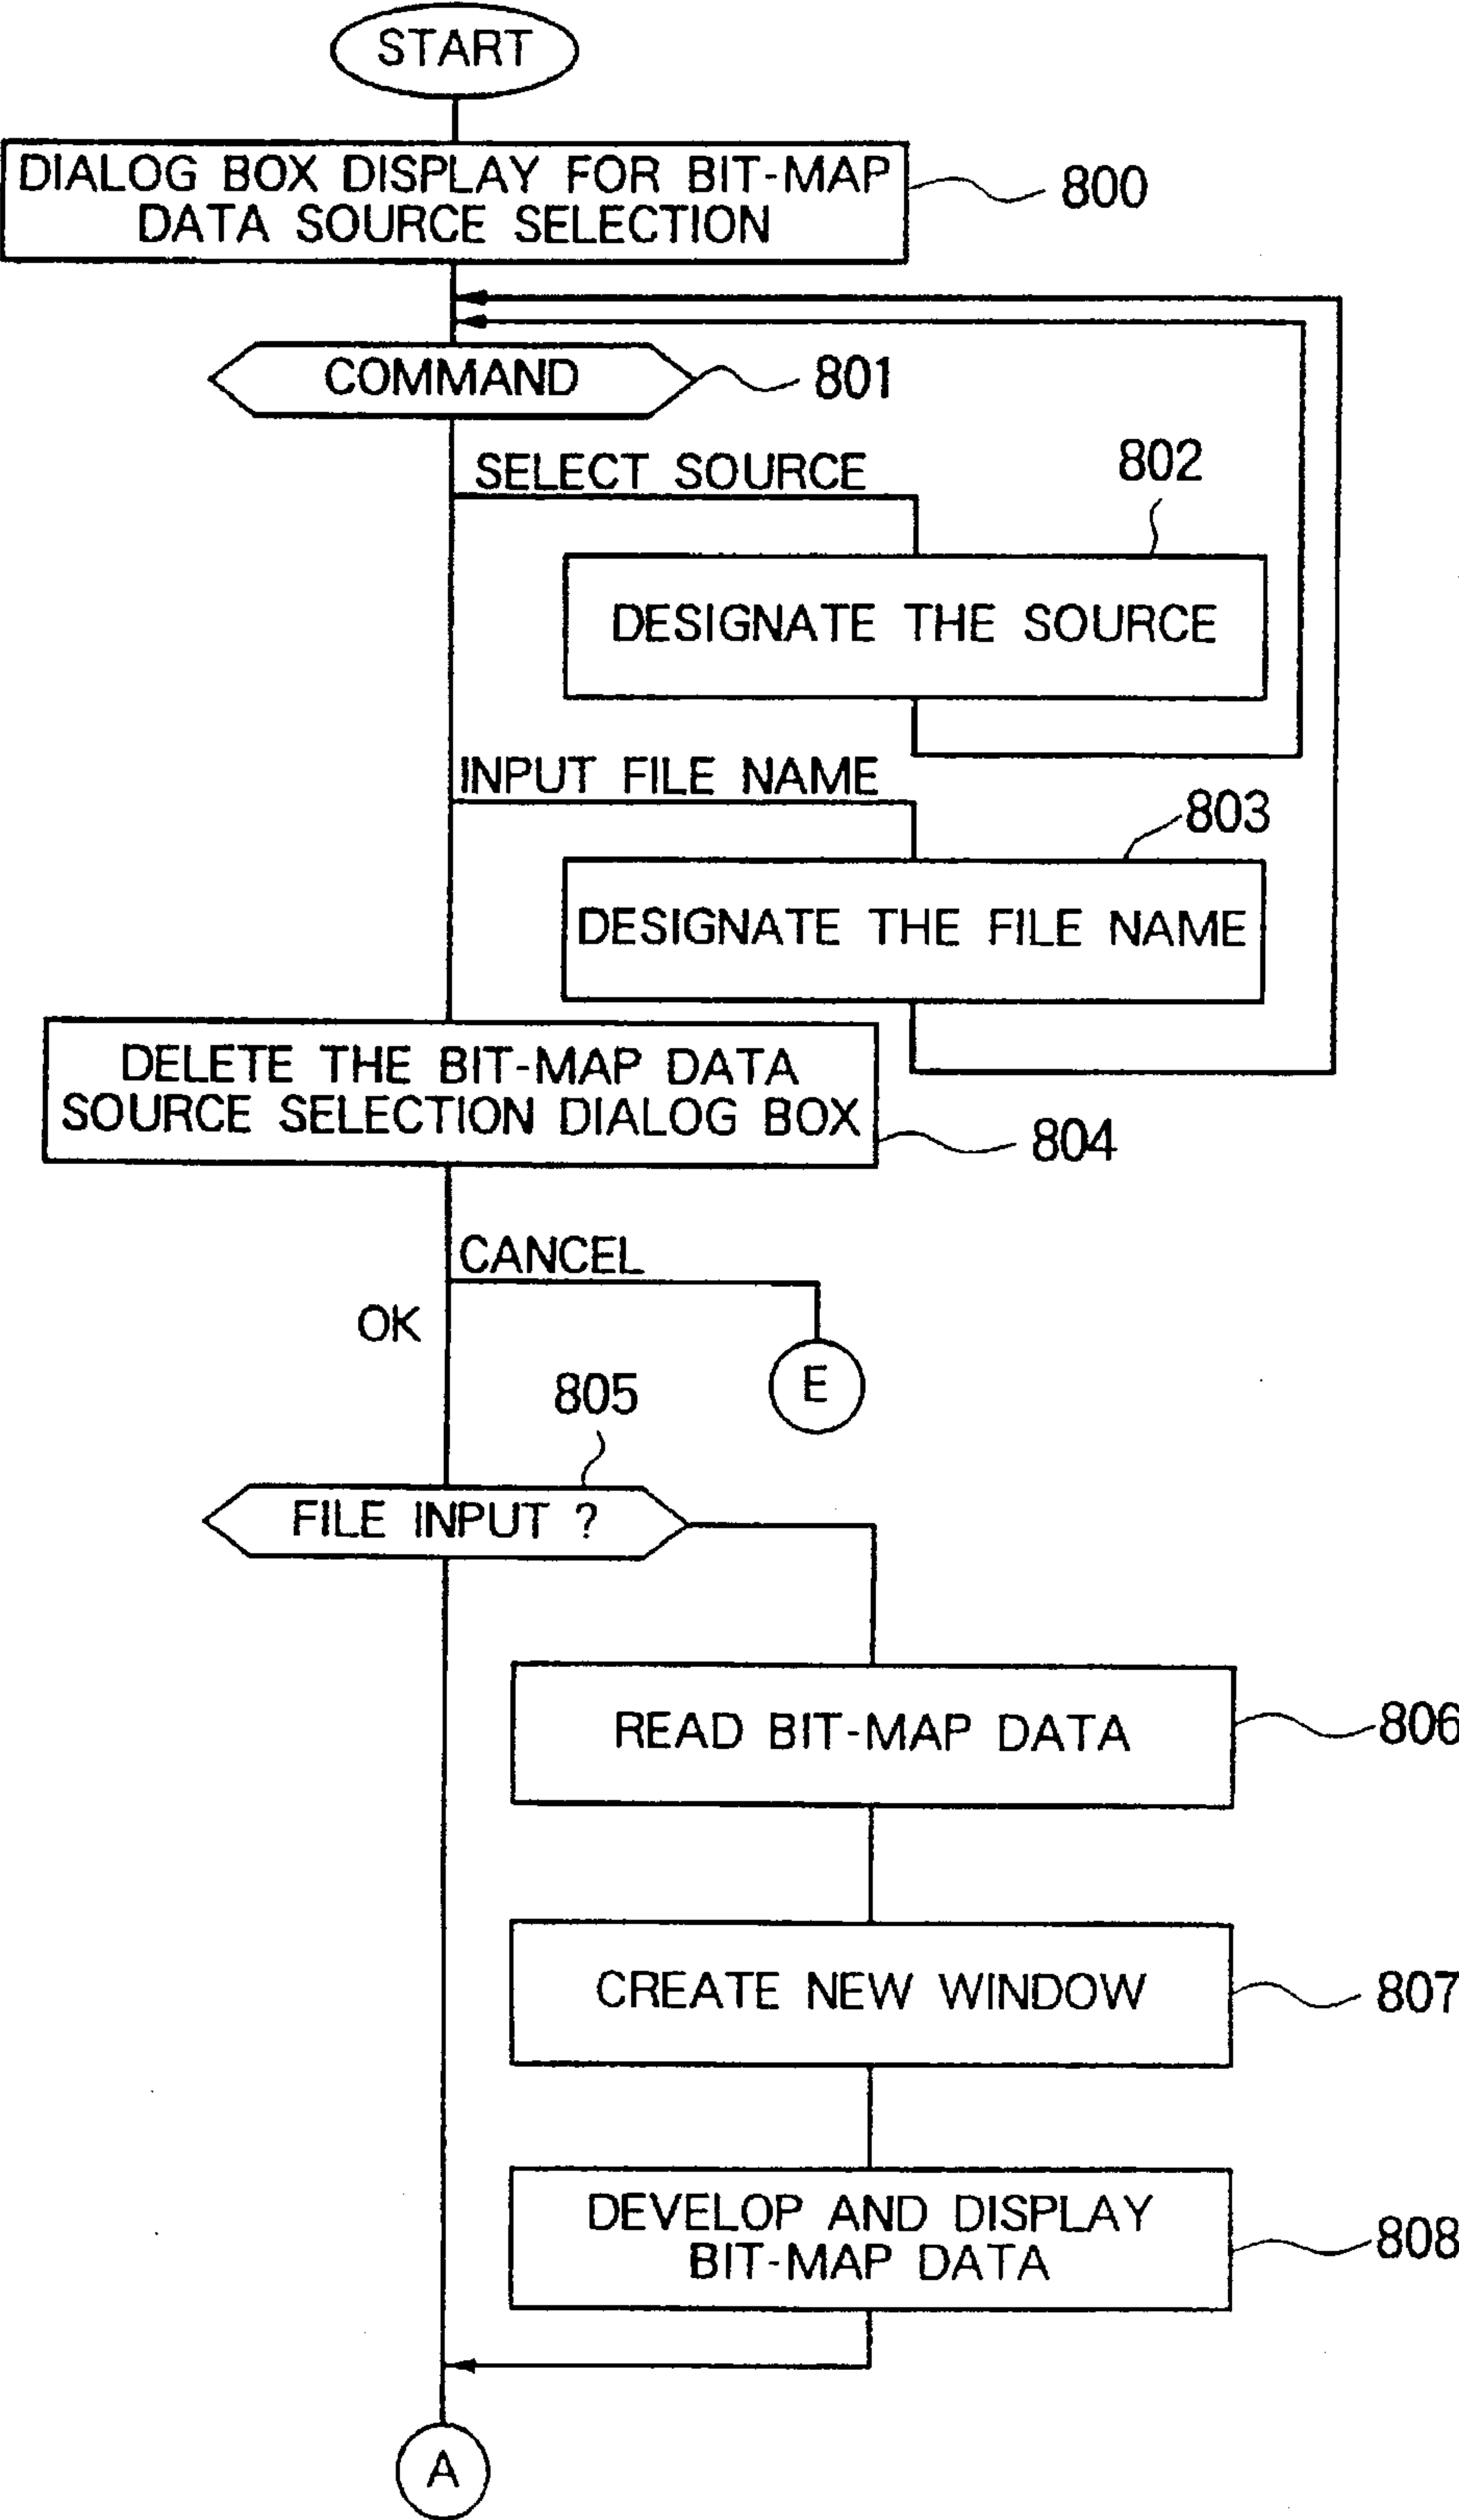 START
DIALOG BOX DISPLAY FOR BIT-MAP
DATA SOURCE SELECTION
800
COMMAND
801
SELECT SOURCE
802
DESIGNATE THE SOURCE
INPUT FILE NAME
803
DESIGNATE THE FILE NAME
DELETE THE BIT-MAP DATA
SOURCE SELECTION DIALOG BOX
804
CANCEL
OK
E
805
FILE INPUT ?
READ BIT-MAP DATA
806
CREATE NEW WINDOW
807
DEVELOP AND DISPLAY
BIT-MAP DATA
808
A